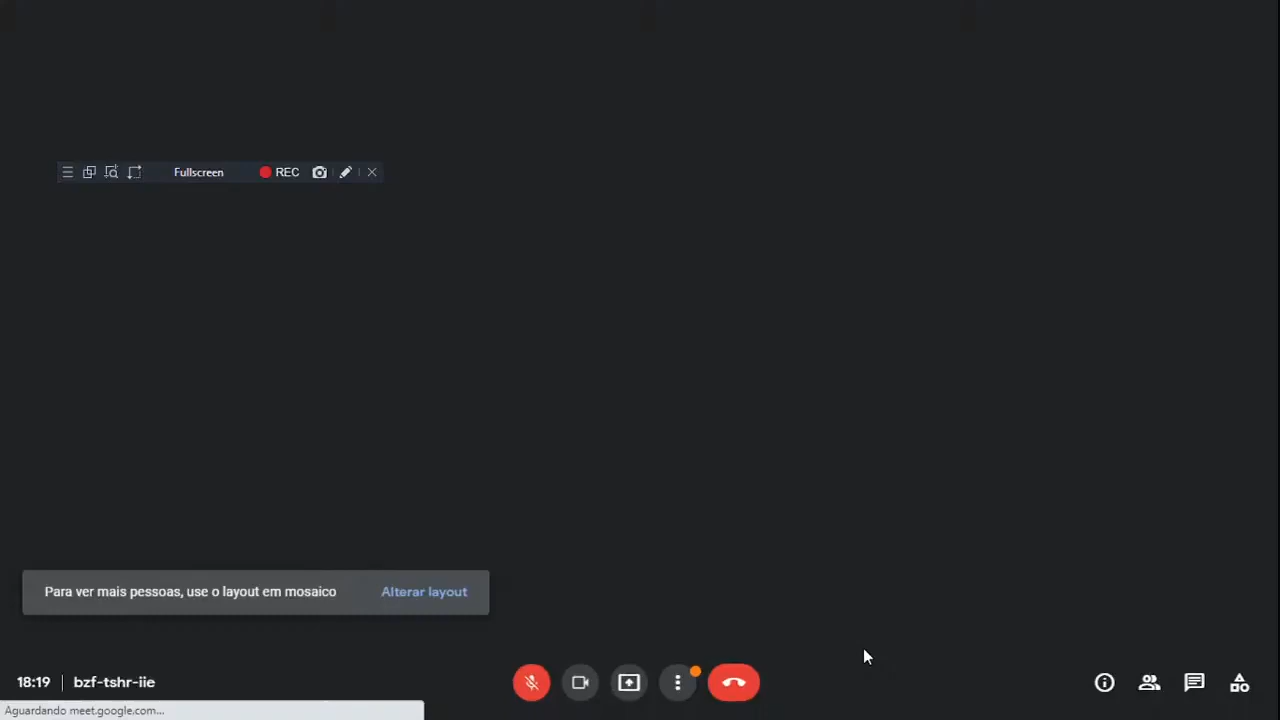 Fullscreen REC
Para ver mais pessoas, use o layout em mosaico Alterar layout
18:19 | bzf-tshr-iie
Aguardando meet.google.com...